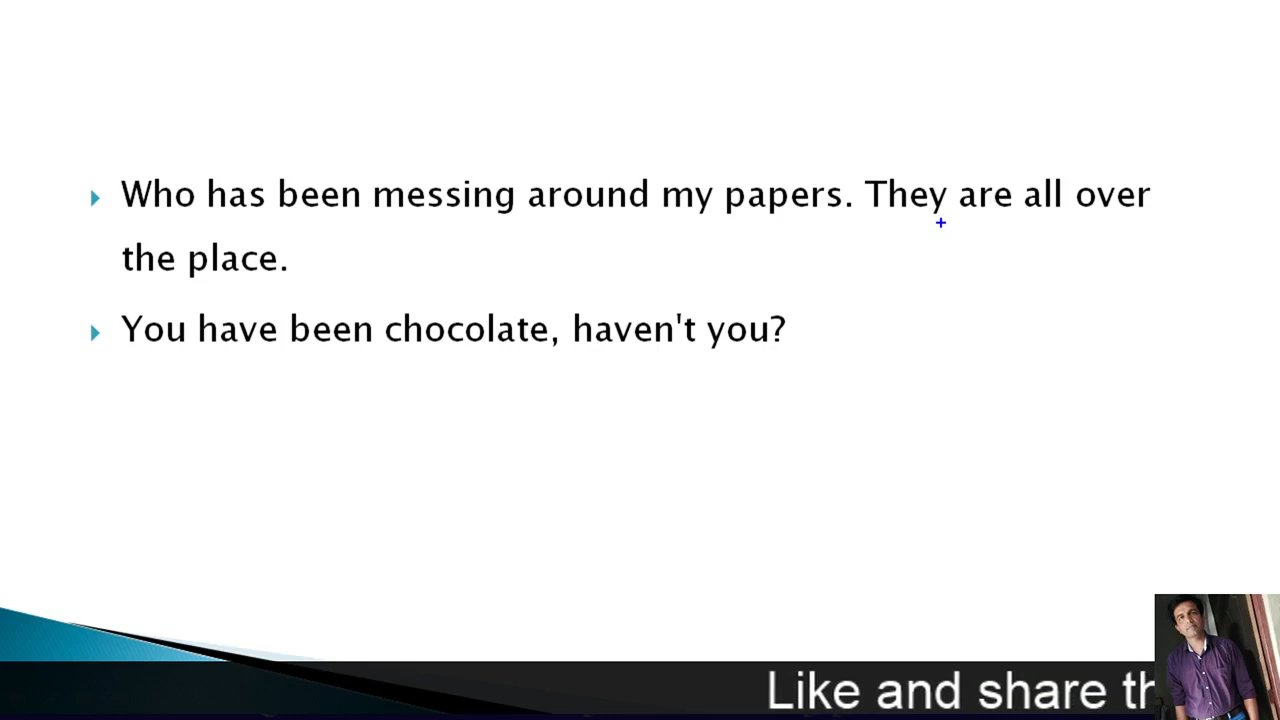 Who has been messing around my papers. They are all over
the place.
You have been chocolate, haven't you?
Like and share